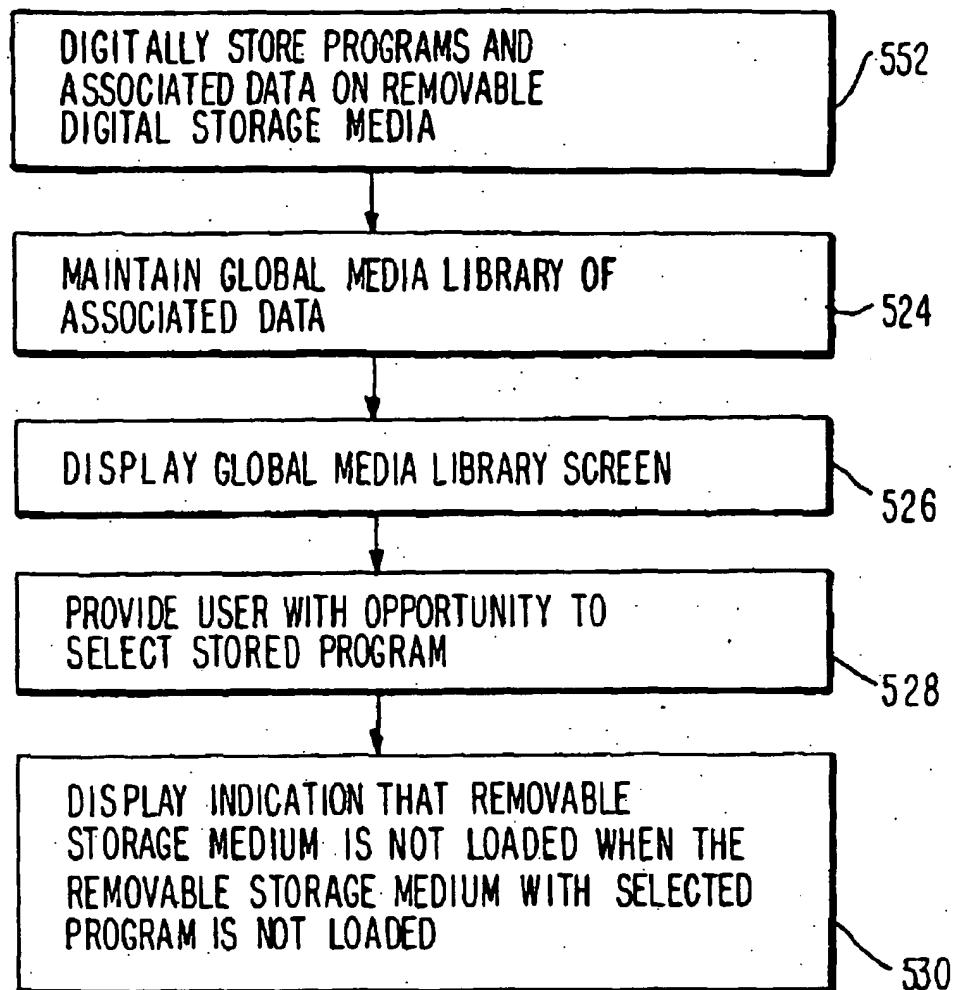 DIGITALLY STORE PROGRAMS AND
ASSOCIATED DATA ON REMOVABLE
DIGITAL STORAGE MEDIA
552
MAINTAIN GLOBAL MEDIA LIBRARY OF
ASSOCIATED DATA
524
DISPLAY GLOBAL MEDIA LIBRARY SCREEN
526
PROVIDE USER WITH OPPORTUNITY TO
SELECT STORED PROGRAM
528
DISPLAY INDICATION THAT REMOVABLE
STORAGE MEDIUM IS NOT LOADED WHEN THE
REMOVABLE STORAGE MEDIUM WITH SELECTED
PROGRAM IS NOT LOADED
530